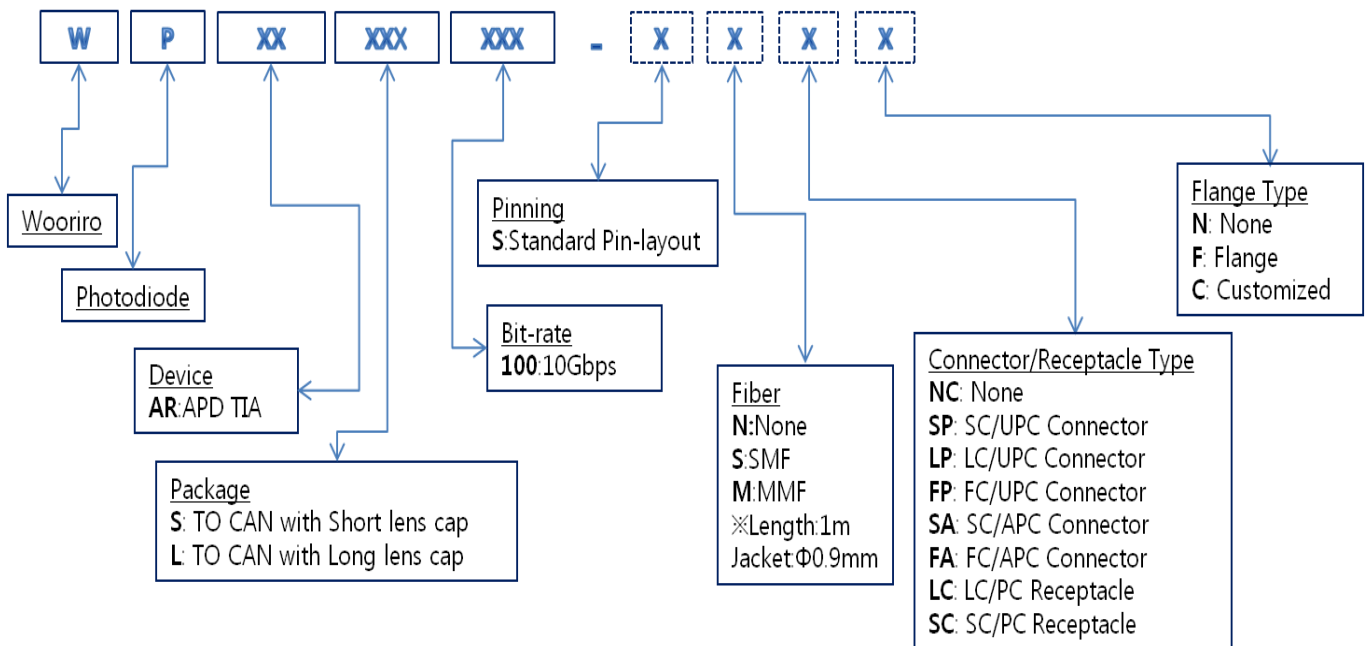 W P XX XXX XXX - X X X X
Wooriro
Photodiode
Device
AR:APD TIA
Package
S: TO CAN with Short lens cap
L: TO CAN with Long lens cap
Bit-rate
100:10Gbps
Pinning
S:Standard Pin-layout
Fiber
N:None
S:SMF
M:MMF
※Length:1m
Jacket:Φ0.9mm
Connector/Receptacle Type
NC: None
SP: SC/UPC Connector
LP: LC/UPC Connector
FP: FC/UPC Connector
SA: SC/APC Connector
FA: FC/APC Connector
LC: LC/PC Receptacle
SC: SC/PC Receptacle
Flange Type
N: None
F: Flange
C: Customized